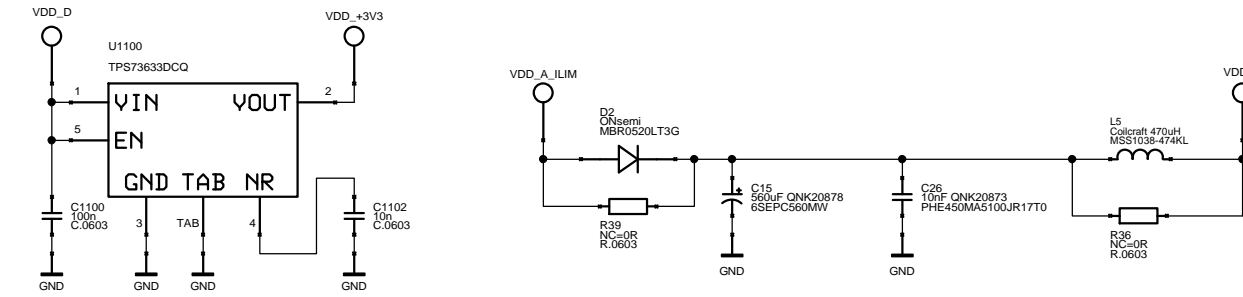 VDD_D
VDD_+3V3
U1100
TPS73633DCQ
1
VIN
VOUT
2
5
EN
GND TAB NR
C1100
100n
C.0603
3
TAB
4
C1102
10n
C.0603
GND
GND
GND
GND
VDD_A_ILIM
D2
ONsemi
MBR0520LT3G
R39
NC=0R
R.0603
+
C15
560uF QNK20878
6SEPC560MW
GND
C26
10nF QNK20873
PHE450MA5100JR17T0
GND
L5
Coilcraft 470uH
MSS1038-474KL
R36
NC=0R
R.0603
VDD